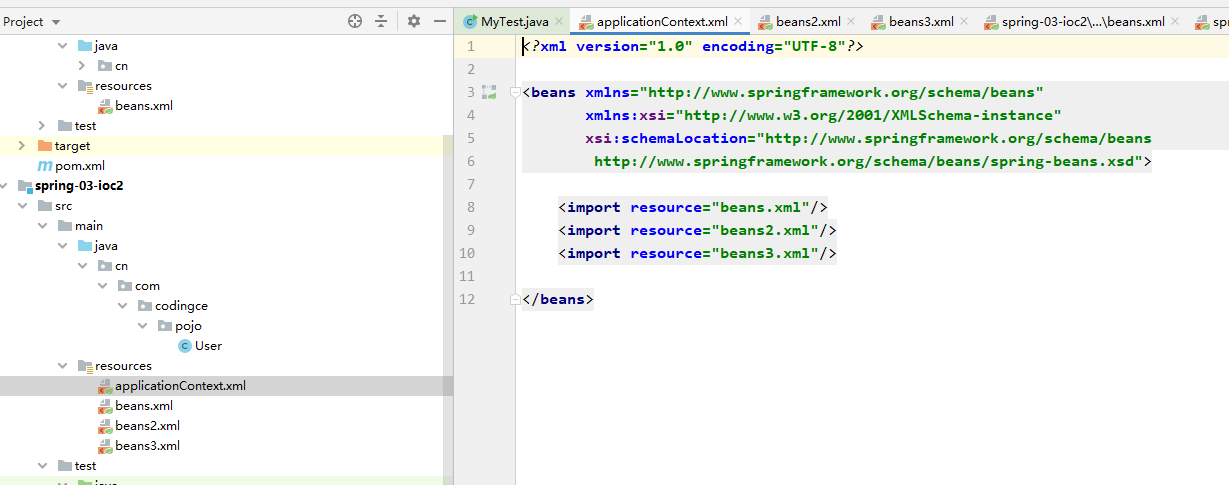 Project
java
cn
resources
beans.xml
test
target
pom.xml
spring-03-ioc2
src
main
java
cn
com
codingce
pojo
User
resources
applicationContext.xml
beans.xml
beans2.xml
beans3.xml
test
java
MyTest.java applicationContext.xml beans2.xml beans3.xml spring-03-ioc2\...\beans.xml sp
1 <?xml version="1.0" encoding="UTF-8"?>
2
3 <beans xmlns="http://www.springframework.org/schema/beans"
4 xmlns:xsi="http://www.w3.org/2001/XMLSchema-instance"
5 xsi:schemaLocation="http://www.springframework.org/schema/beans
6 http://www.springframework.org/schema/beans/spring-beans.xsd">
7
8 <import resource="beans.xml"/>
9 <import resource="beans2.xml"/>
10 <import resource="beans3.xml"/>
11
12 </beans>